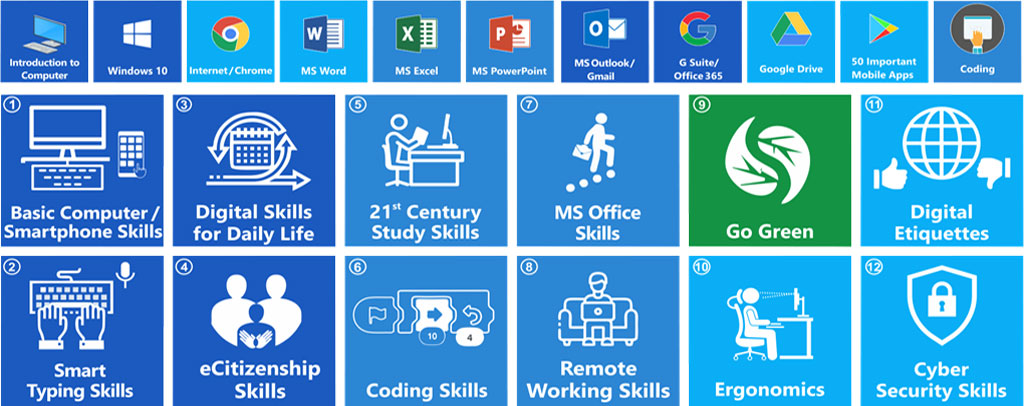 Introduction to
Computer
Windows 10
Internet/Chrome
W
MS Word
X
MS Excel
P
MS PowerPoint
O
MS Outlook/
Gmail
G
G Suite/
Office 365
Google Drive
50 Important
Mobile Apps
Coding
1
Basic Computer/
Smartphone Skills
3
Digital Skills
for Daily Life
5
21st Century
Study Skills
7
MS Office
Skills
9
Go Green
11
Digital
Etiquettes
2
Smart
Typing Skills
4
eCitizenship
Skills
6
10
4
Coding Skills
8
Remote
Working Skills
10
Ergonomics
12
Cyber
Security Skills